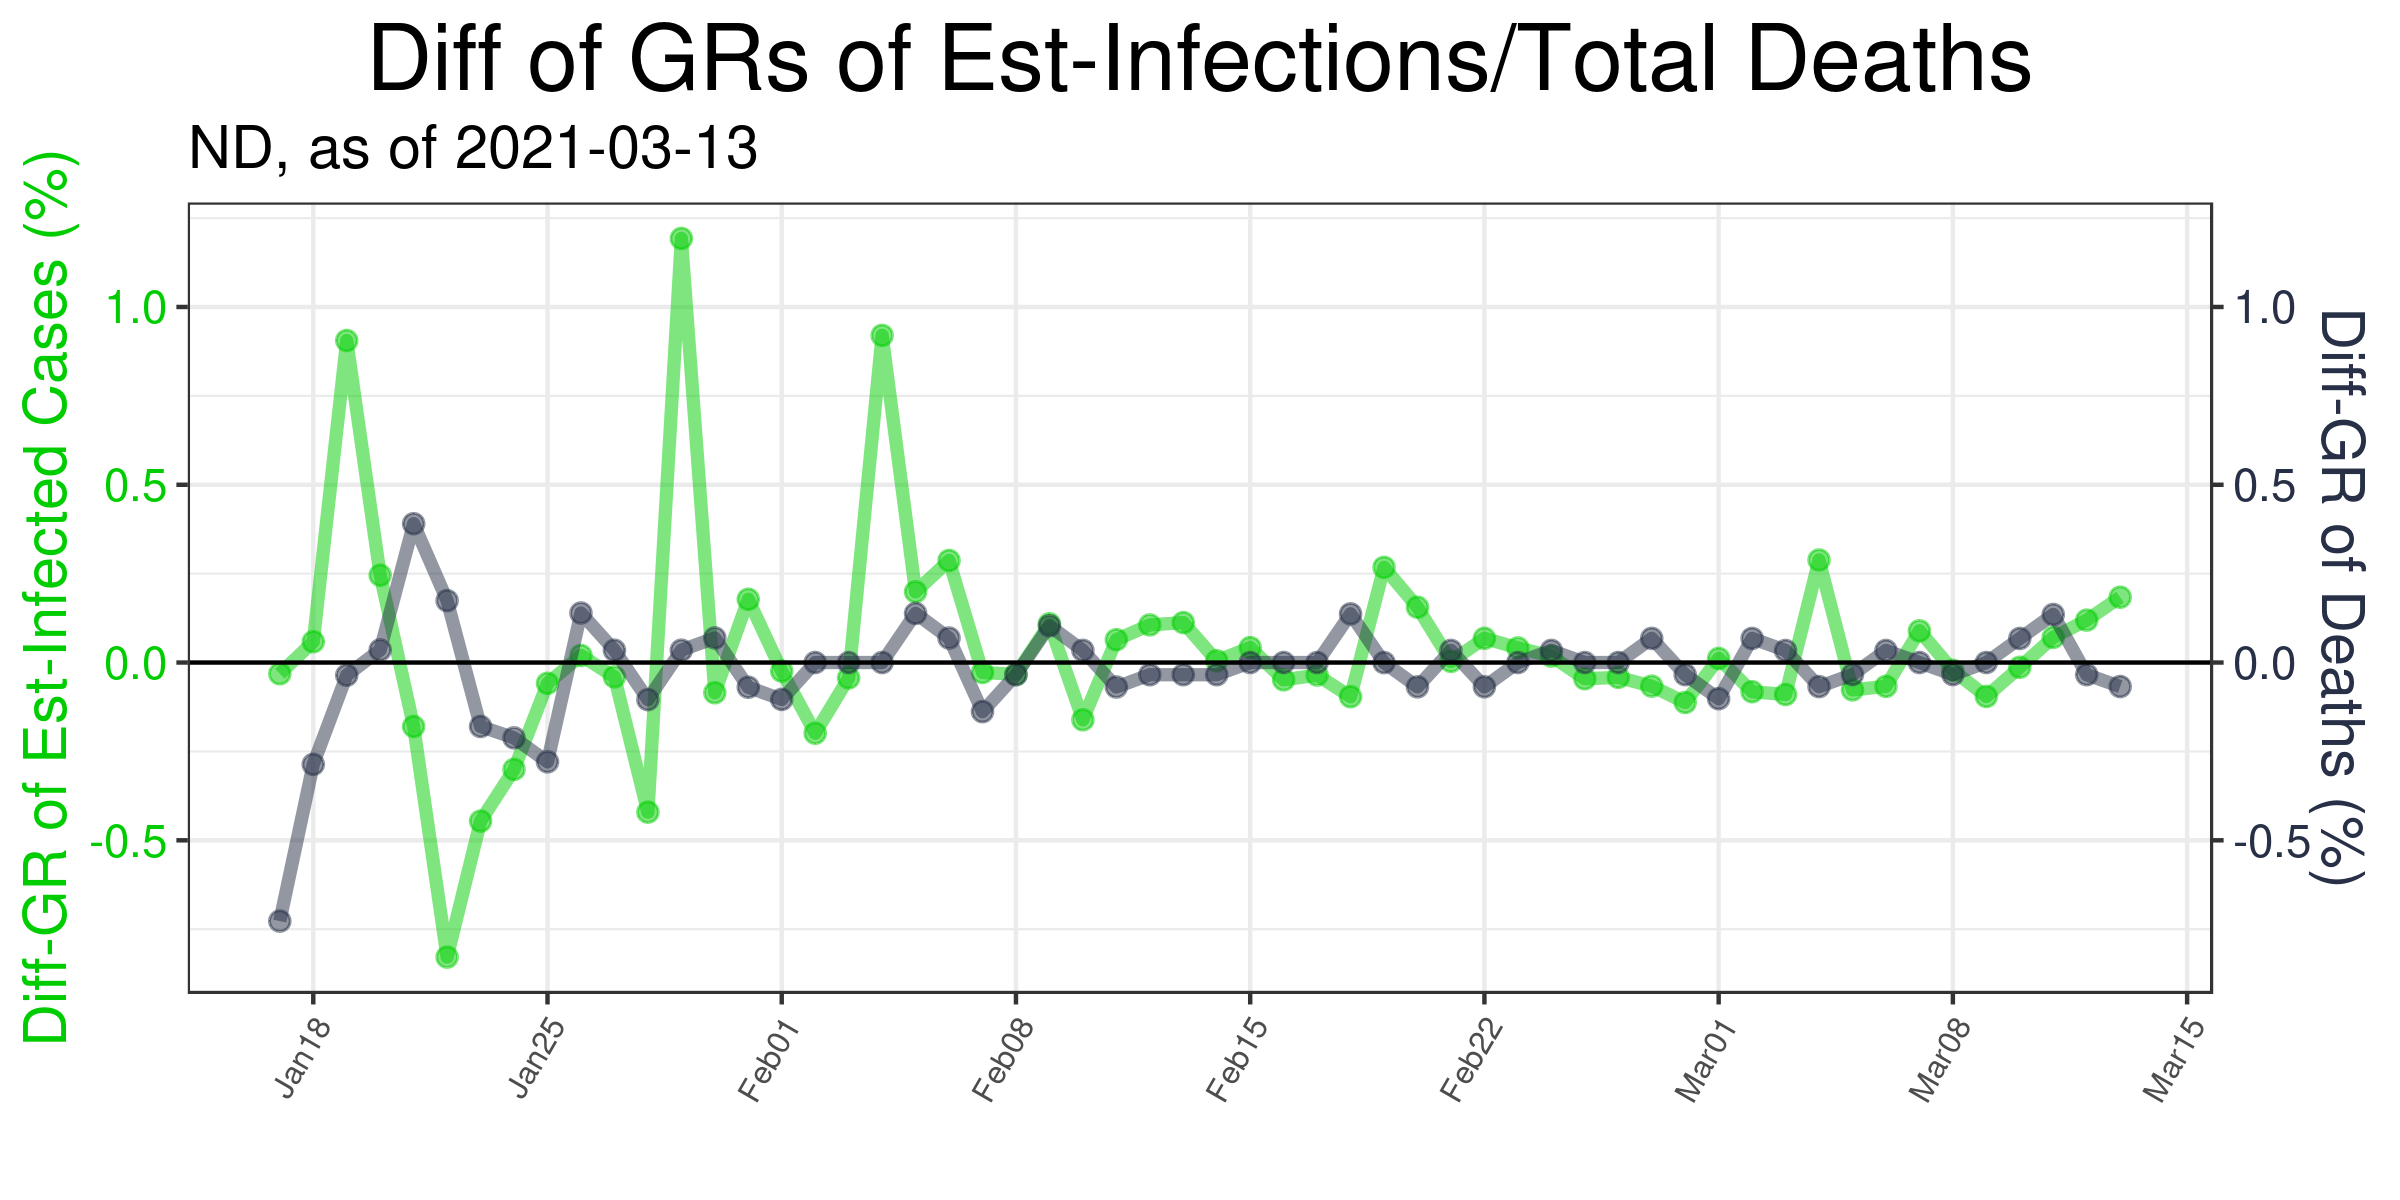 Diff of GRs of Est-Infections/Total Deaths
ND, as of 2021-03-13
Diff-GR of Est-Infected Cases (%)
1.0
0.5
0.0
-0.5
1.0
0.5
0.0
-0.5
Diff-GR of Deaths (%)
Jan18
Jan25
Feb01
Feb08
Feb15
Feb22
Mar01
Mar08
Mar15